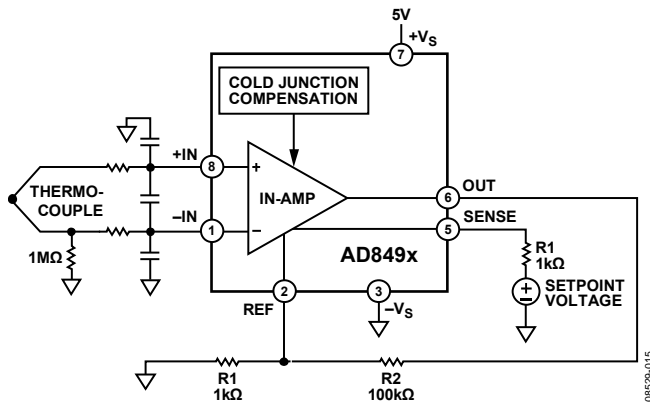 5V
+VS
7
COLD JUNCTION
COMPENSATION
+IN
8
+
THERMO-
COUPLE
IN-AMP
OUT
6
–IN
1
–
SENSE
5
AD849x
R1
1kΩ
1MΩ
SETPOINT
VOLTAGE
+
–
2
3
REF
–VS
R1
1kΩ
R2
100kΩ
08529-015